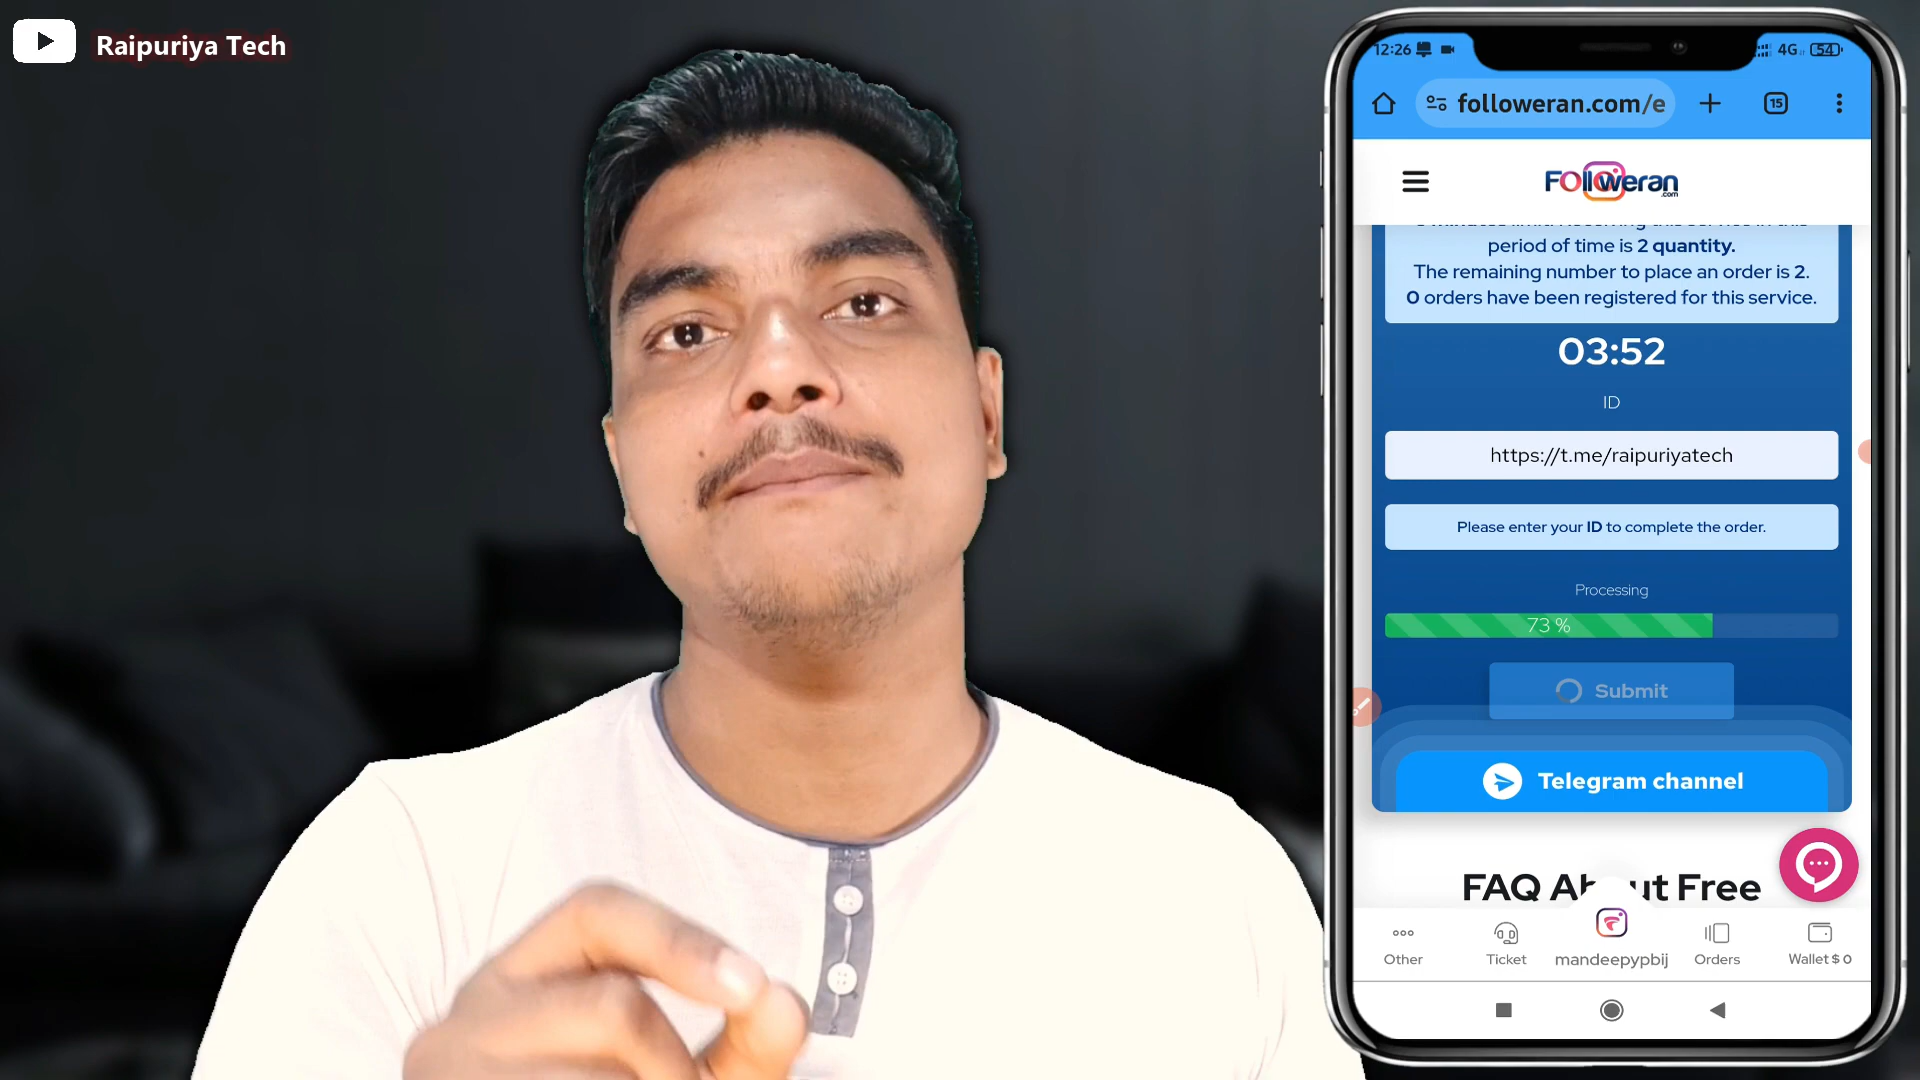 Raipuriya Tech
12:26
4G
54
followeran.com/e
15
Followeran
.com
period of time is 2 quantity.
The remaining number to place an order is 2.
0 orders have been registered for this service.
03:52
ID
https://t.me/raipuriyatech
Please enter your ID to complete the order.
Processing
73 %
Submit
Telegram channel
FAQ Ab ut Free
Other
Ticket
mandeepypbij
Orders
Wallet $ 0